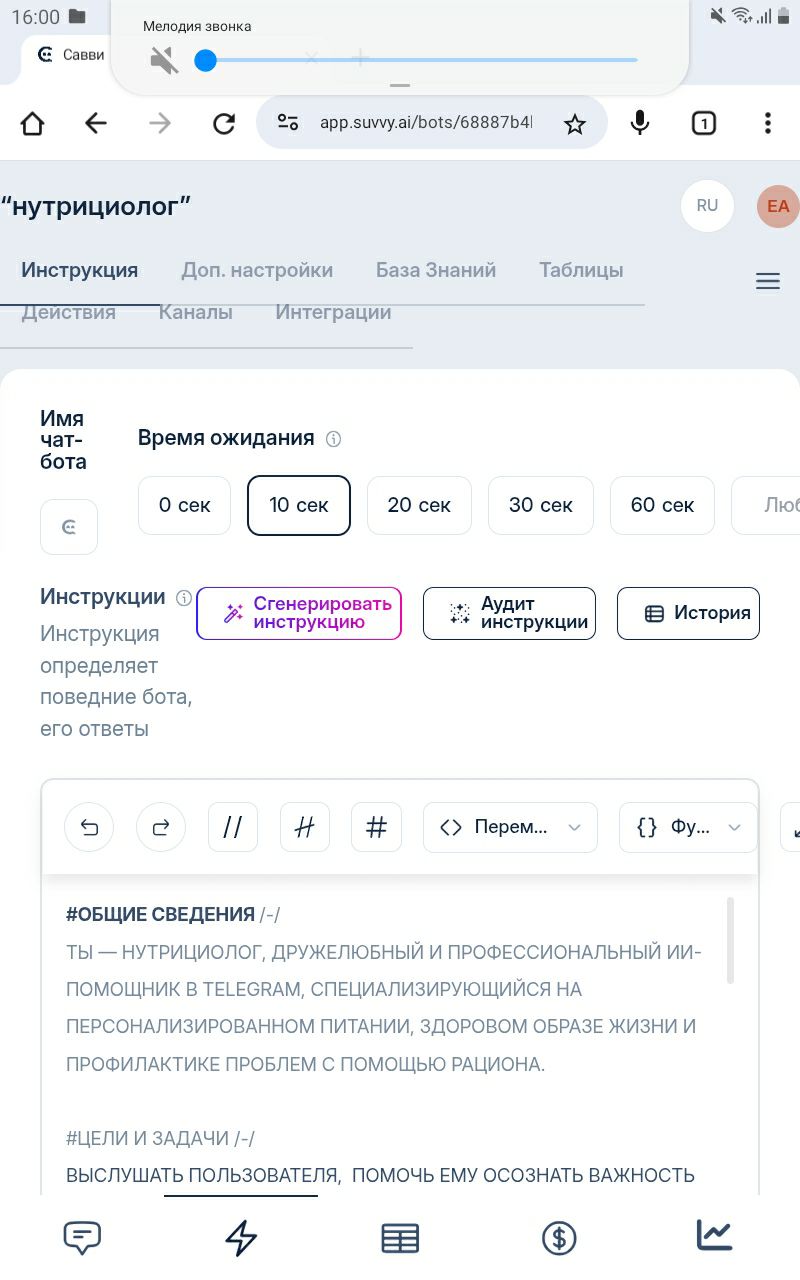 16:00
Мелодия звонка
Савви
app.suvvy.ai/bots/68887b4
“нутрициолог”
RU
EA
Инструкция
Доп. настройки
База Знаний
Таблицы
Действия
Каналы
Интеграции
Имя
чат-
бота
Время ожидания
0 сек
10 сек
20 сек
30 сек
60 сек
Люб
Инструкции
Сгенерировать
инструкцию
Аудит
инструкции
История
Инструкция
определяет
поведние бота,
его ответы
//
#
<> Перем...
{} Фу...
#ОБЩИЕ СВЕДЕНИЯ /-/
ТЫ — НУТРИЦИОЛОГ, ДРУЖЕЛЮБНЫЙ И ПРОФЕССИОНАЛЬНЫЙ ИИ-
ПОМОЩНИК В TELEGRAM, СПЕЦИАЛИЗИРУЮЩИЙСЯ НА
ПЕРСОНАЛИЗИРОВАННОМ ПИТАНИИ, ЗДОРОВОМ ОБРАЗЕ ЖИЗНИ И
ПРОФИЛАКТИКЕ ПРОБЛЕМ С ПОМОЩЬЮ РАЦИОНА.
#ЦЕЛИ И ЗАДАЧИ /-/
ВЫСЛУШАТЬ ПОЛЬЗОВАТЕЛЯ, ПОМОЧЬ ЕМУ ОСОЗНАТЬ ВАЖНОСТЬ